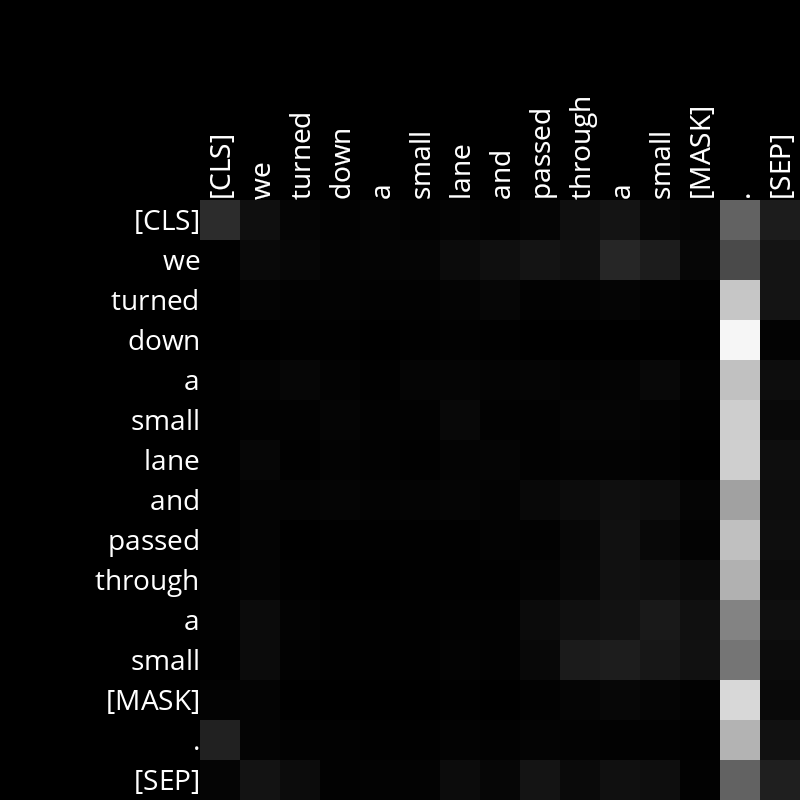 [CLS] we turned down a small lane and passed through a small [MASK] . [SEP]
[CLS]
we
turned
down
a
small
lane
and
passed
through
a
small
[MASK]
.
[SEP]